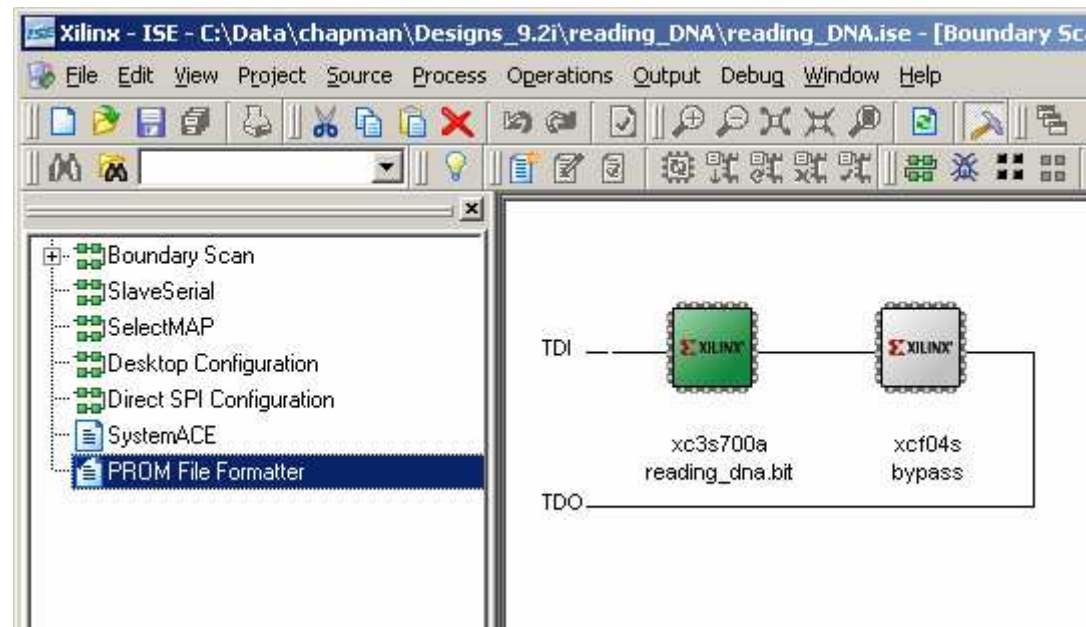 Xilinx - ISE - C:\Data\chapman\Designs_9.2i\reading_DNA\reading_DNA.ise - [Boundary Sc
File Edit View Project Source Process Operations Output Debug Window Help
Boundary Scan
SlaveSerial
SelectMAP
Desktop Configuration
Direct SPI Configuration
SystemACE
PROM File Formatter
TDI
XILINX
XILINX
xc3s700a
xcf04s
reading_dna.bit
bypass
TDO